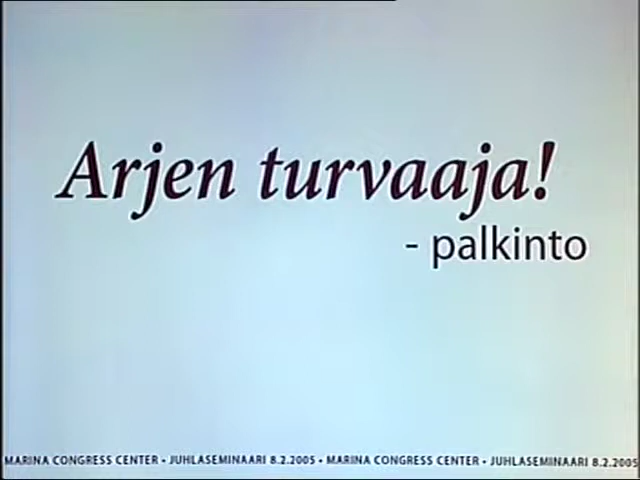 Arjen turvaaja!
- palkinto
MARINA CONGRESS CENTER • JUHLASEMINAARI 8.2.2005 • MARINA CONGRESS CENTER • JUHLASEMINAARI 8.2.2005